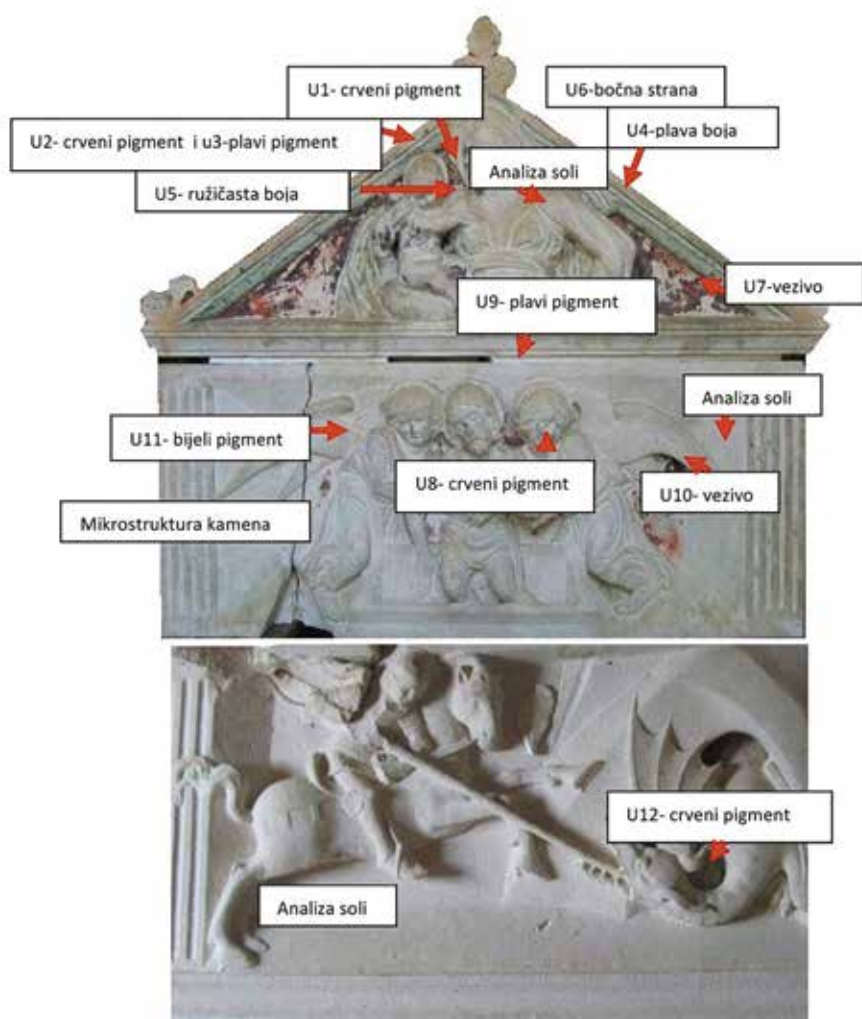 U1- crveni pigment
U6-bočna strana
U2- crveni pigment i u3-plavi pigment
U4-plava boja
Analiza soli
U5- ružičasta boja
U7-vezivo
U9- plavi pigment
Analiza soli
U11- bijeli pigment
U8- crveni pigment
U10- vezivo
Mikrostruktura kamena
U12- crveni pigment
Analiza soli